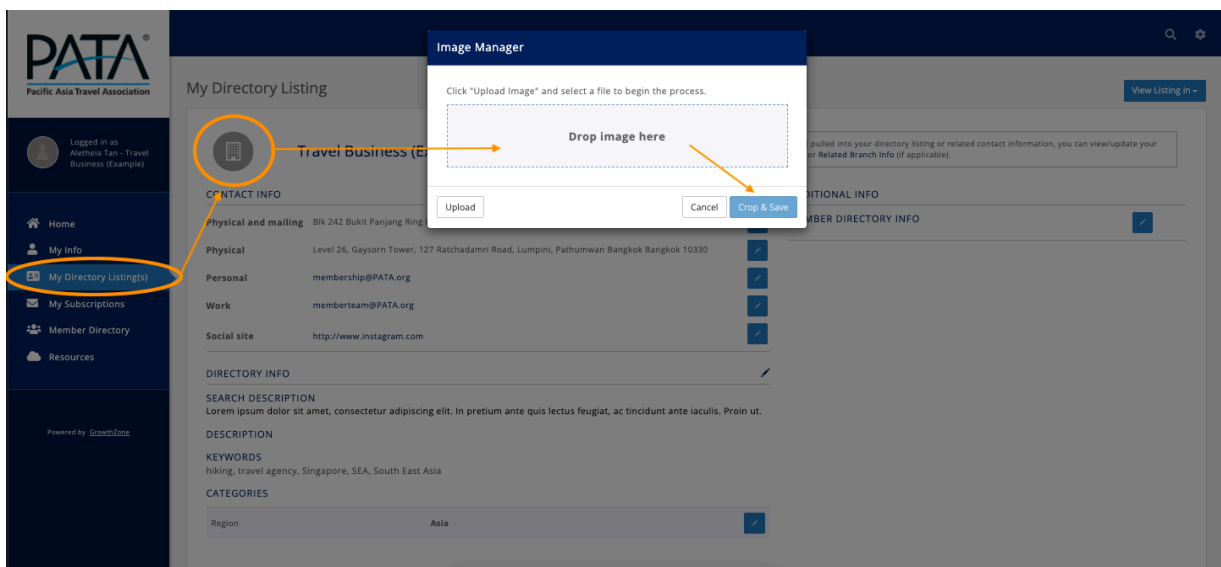 PATA®
Pacific Asia Travel Association
Logged in as
Aletheia Tan - Travel
Business (Example)
Home
My Info
My Directory Listing(s)
My Subscriptions
Member Directory
Resources
Powered by GrowthZone
My Directory Listing
View Listing in
Image Manager
Click "Upload Image" and select a file to begin the process.
Drop image here
Upload
Cancel
Crop & Save
Travel Business (E
pulled into your directory listing or related contact information, you can view/update your
or Related Branch Info (if applicable).
CONTACT INFO
Physical and mailing Blk 242 Bukit Panjang Ring
Physical Level 26, Gaysorn Tower, 127 Ratchadamri Road, Lumpini, Pathumwan Bangkok Bangkok 10330
Personal membership@PATA.org
Work memberteam@PATA.org
Social site http://www.instagram.com
DITIONAL INFO
MBER DIRECTORY INFO
DIRECTORY INFO
SEARCH DESCRIPTION
Lorem ipsum dolor sit amet, consectetur adipiscing elit. In pretium ante quis lectus feugiat, ac tincidunt ante iaculis. Proin ut.
DESCRIPTION
KEYWORDS
hiking, travel agency, Singapore, SEA, South East Asia
CATEGORIES
Region Asia